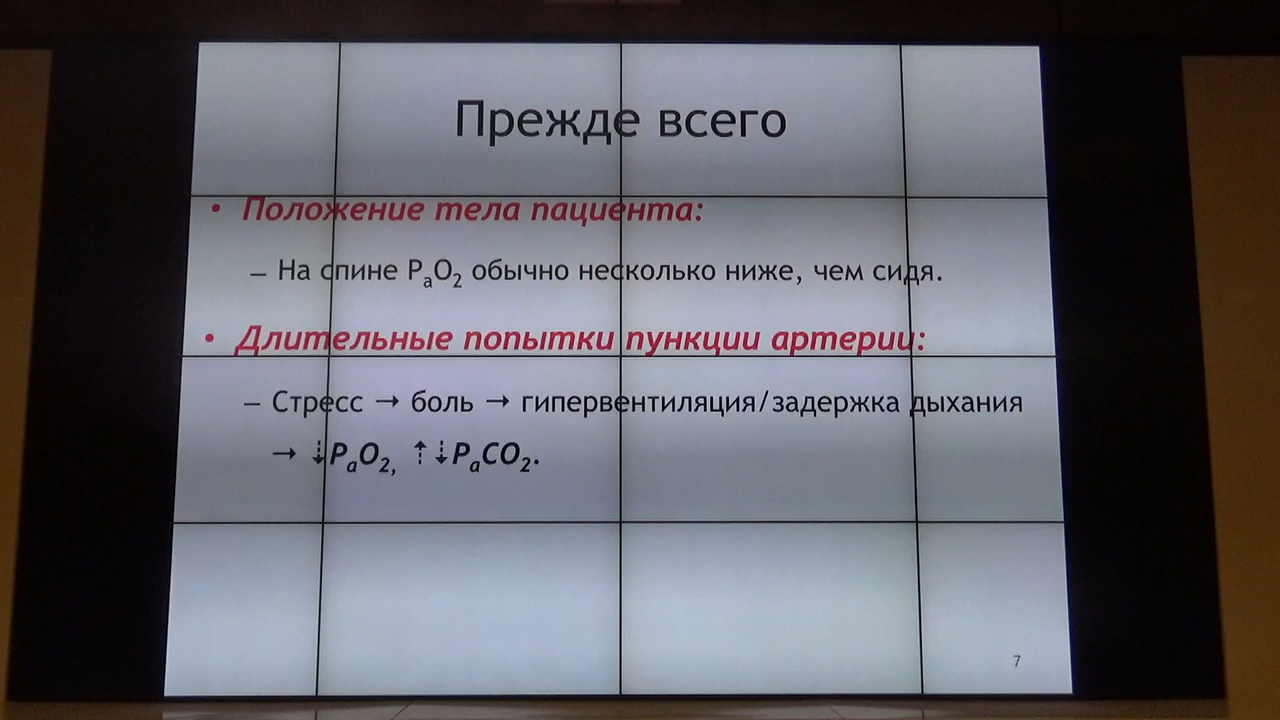 Прежде всего
• Положение тела пациента:
– На спине PaO2 обычно несколько ниже, чем сидя.
• Длительные попытки пункции артерии:
– Стресс → боль → гипервентиляция/задержка дыхания
→ ⇣PaO2, ⇡⇣PaCO2.
7